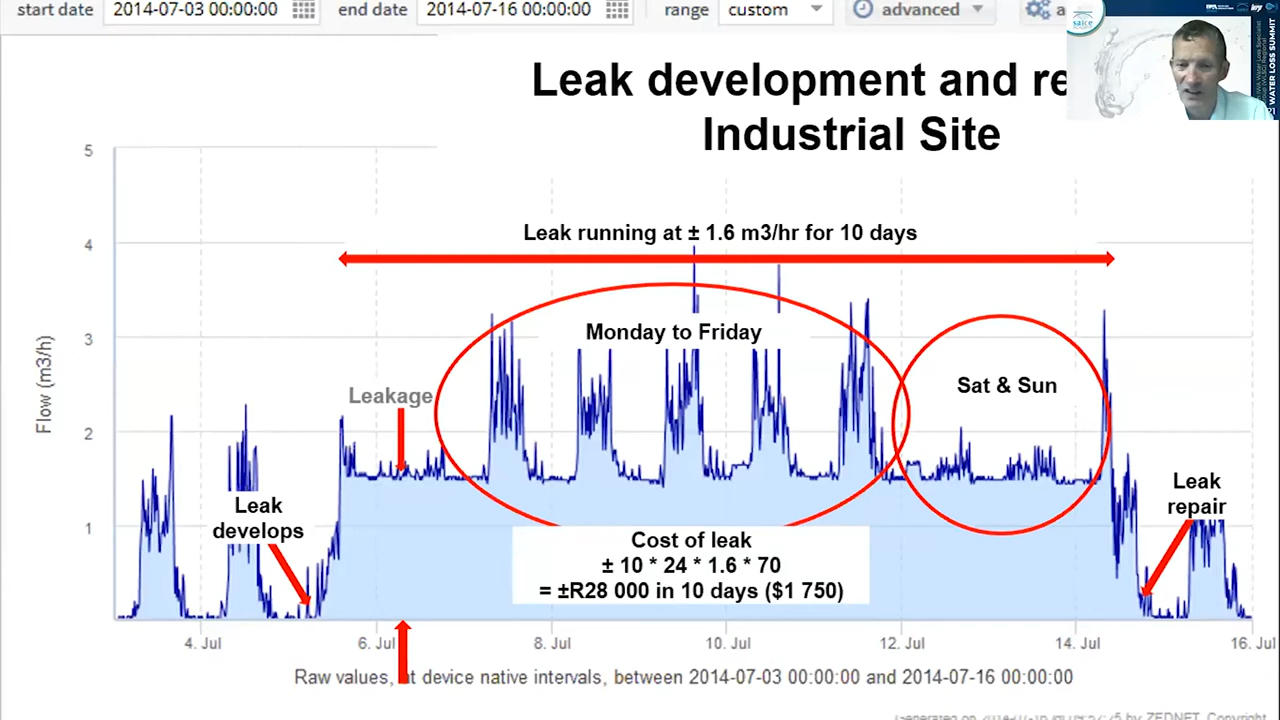 start date 2014-07-03 00:00:00 end date 2014-07-16 00:00:00 range custom advanced
saice
WATER LOSS SUMMIT
Leak development and re
Industrial Site
5
Leak running at ± 1.6 m3/hr for 10 days
4
Monday to Friday
3
Sat & Sun
Leakage
Flow (m3/h)
2
Leak
repair
Leak
develops
1
Cost of leak
± 10 * 24 * 1.6 * 70
= ±R28 000 in 10 days ($1 750)
4. Jul 6. Jul 8. Jul 10. Jul 12. Jul 14. Jul 16. Jul
Raw values, at device native intervals, between 2014-07-03 00:00:00 and 2014-07-16 00:00:00